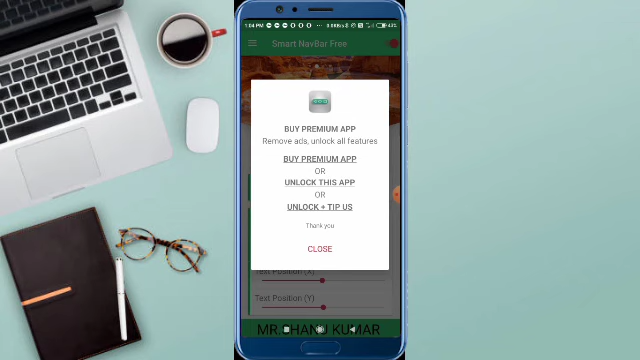 1:04 PM
Smart NavBar Free
BUY PREMIUM APP
Remove ads, unlock all features
BUY PREMIUM APP
OR
UNLOCK THIS APP
OR
UNLOCK + TIP US
Thank you
CLOSE
Text Position (X)
Text Position (Y)
MR.CHANU KUMAR